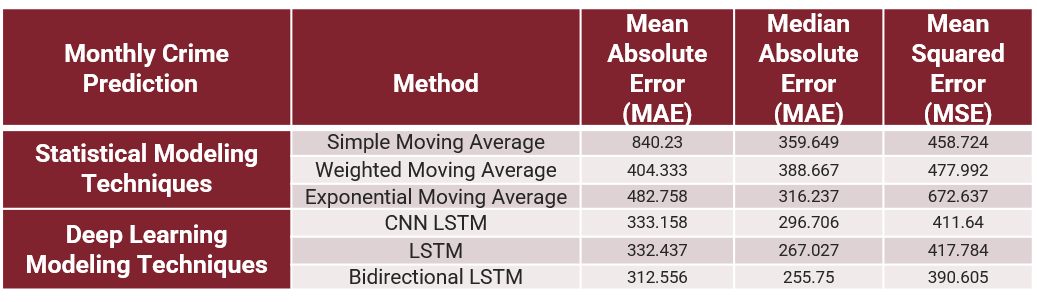 Monthly Crime
Prediction
Method
Mean
Absolute
Error
(MAE)
Median
Absolute
Error
(MAE)
Mean
Squared
Error
(MSE)
Statistical Modeling
Techniques
Simple Moving Average 840.23 359.649 458.724
Weighted Moving Average 404.333 388.667 477.992
Exponential Moving Average 482.758 316.237 672.637
Deep Learning
Modeling Techniques
CNN LSTM 333.158 296.706 411.64
LSTM 332.437 267.027 417.784
Bidirectional LSTM 312.556 255.75 390.605